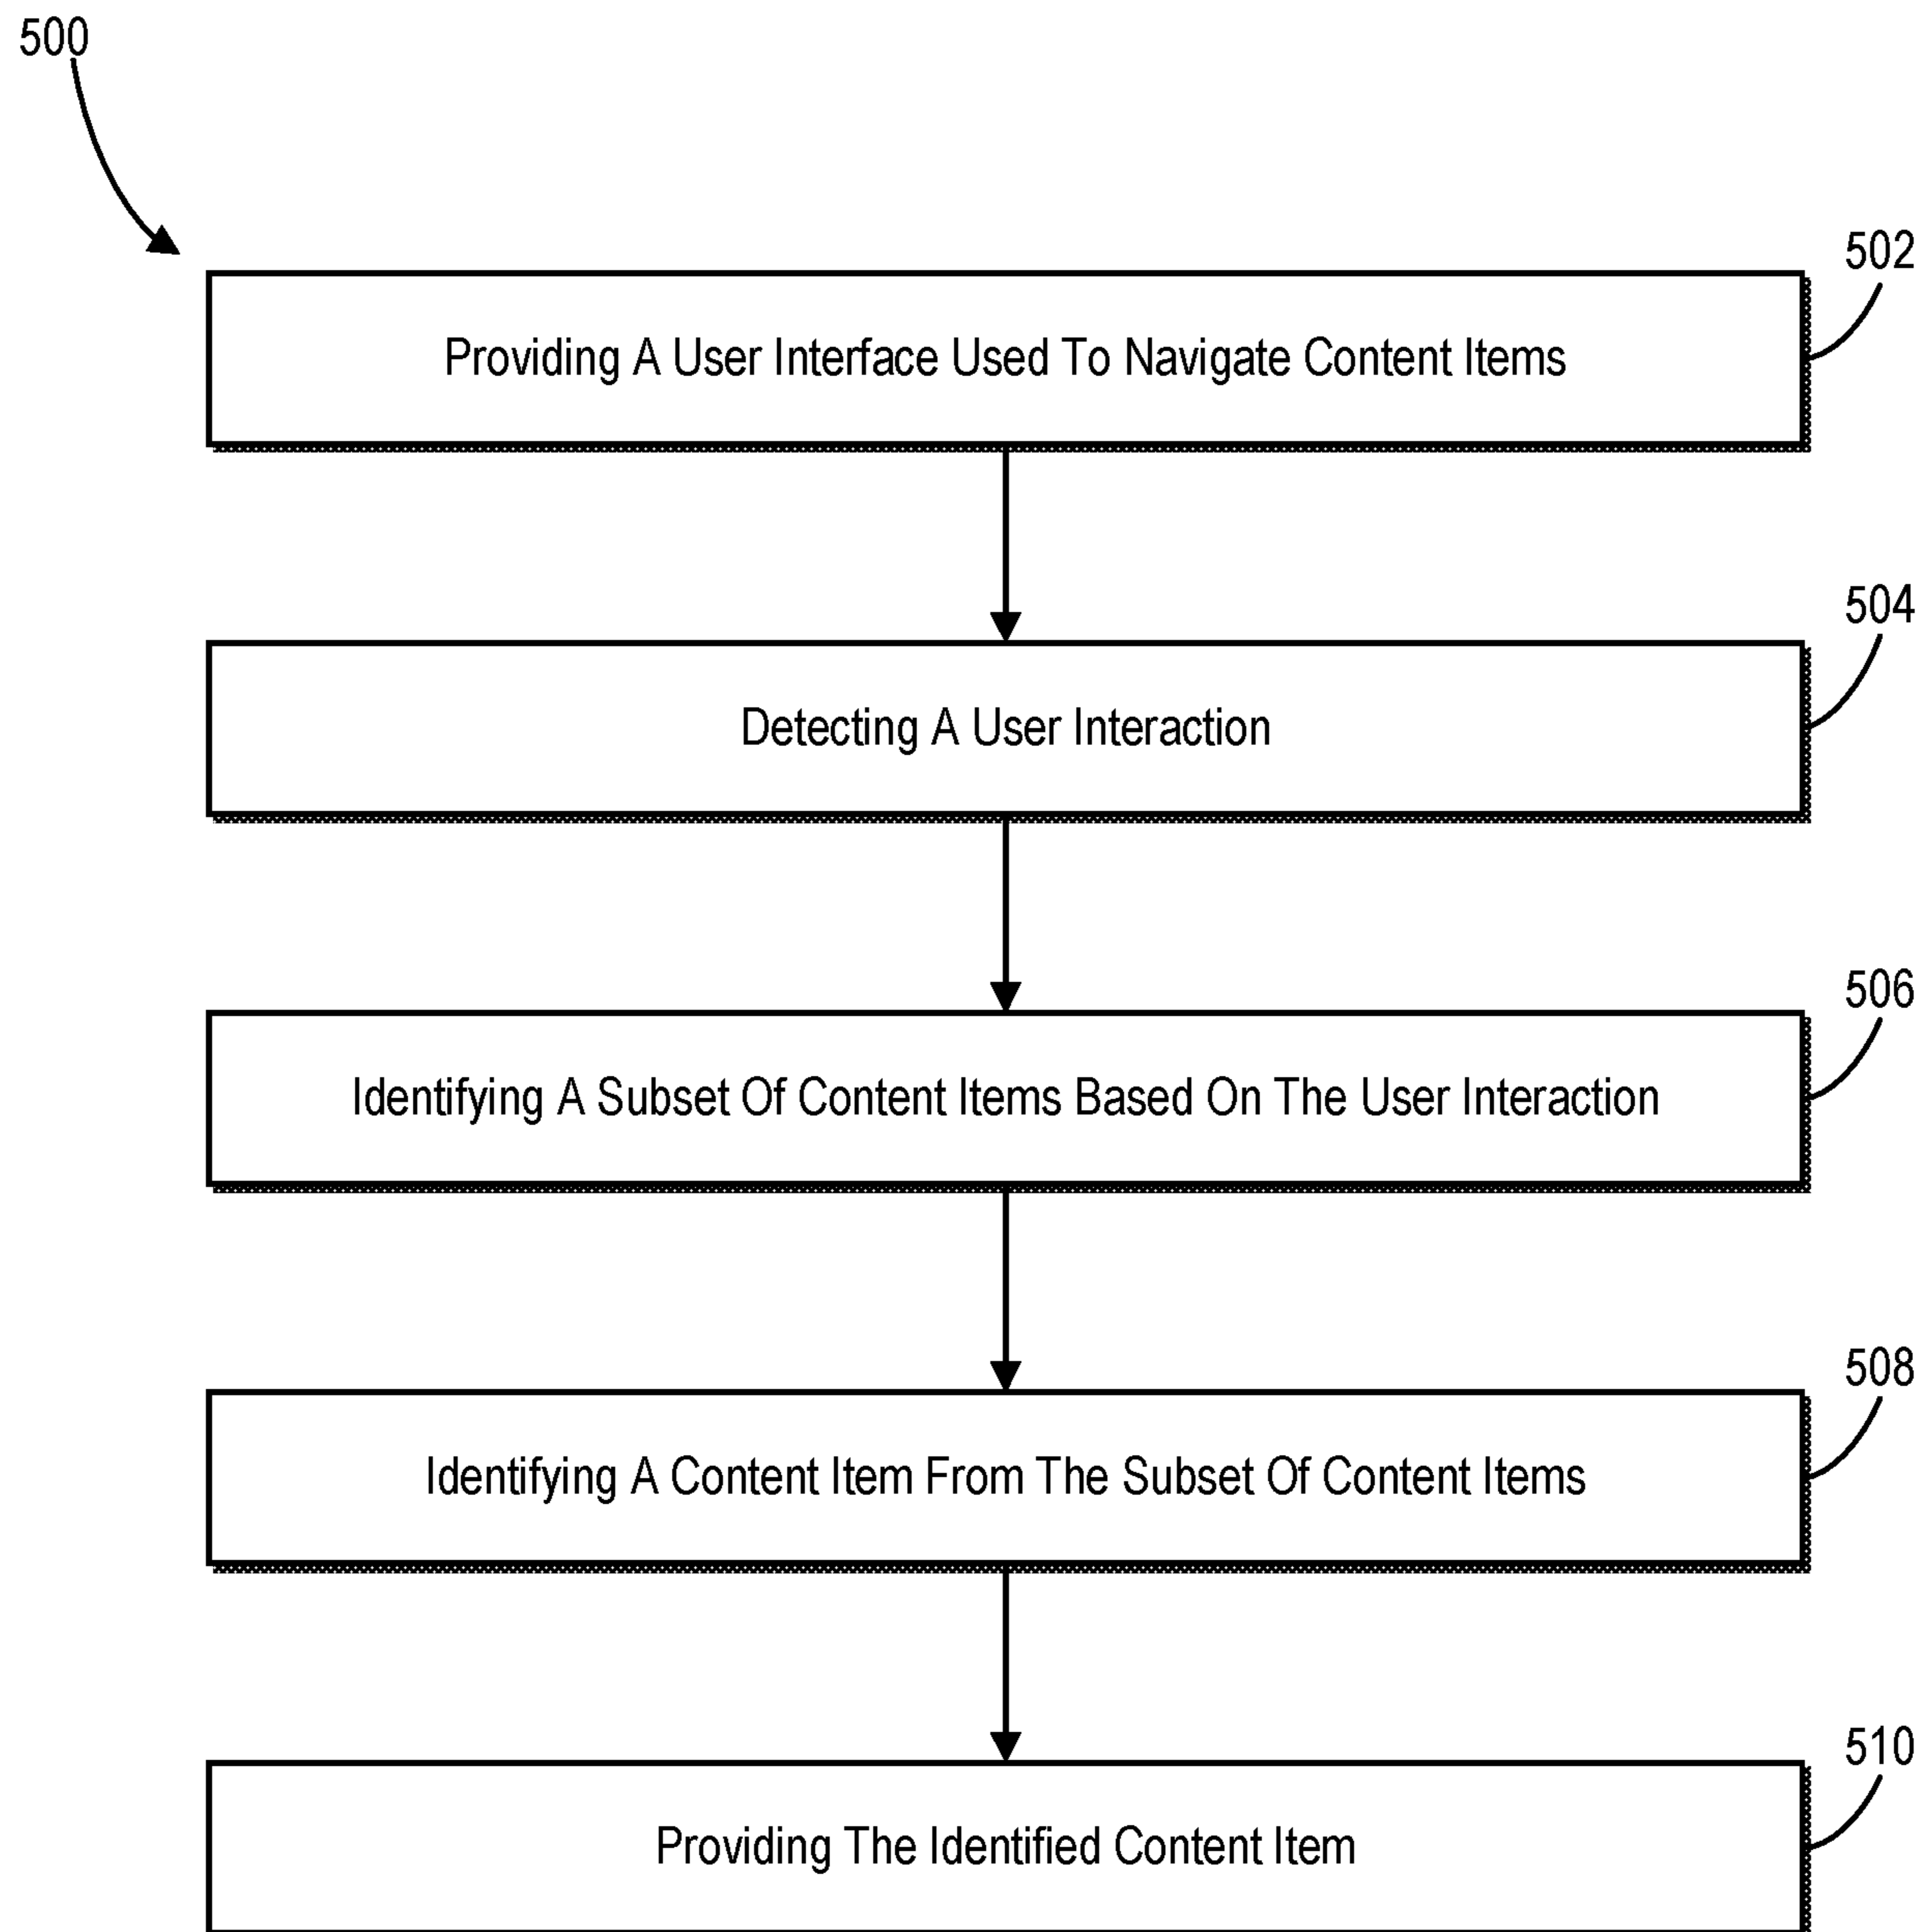 500
502
Providing A User Interface Used To Navigate Content Items
504
Detecting A User Interaction
506
Identifying A Subset Of Content Items Based On The User Interaction
508
Identifying A Content Item From The Subset Of Content Items
510
Providing The Identified Content Item